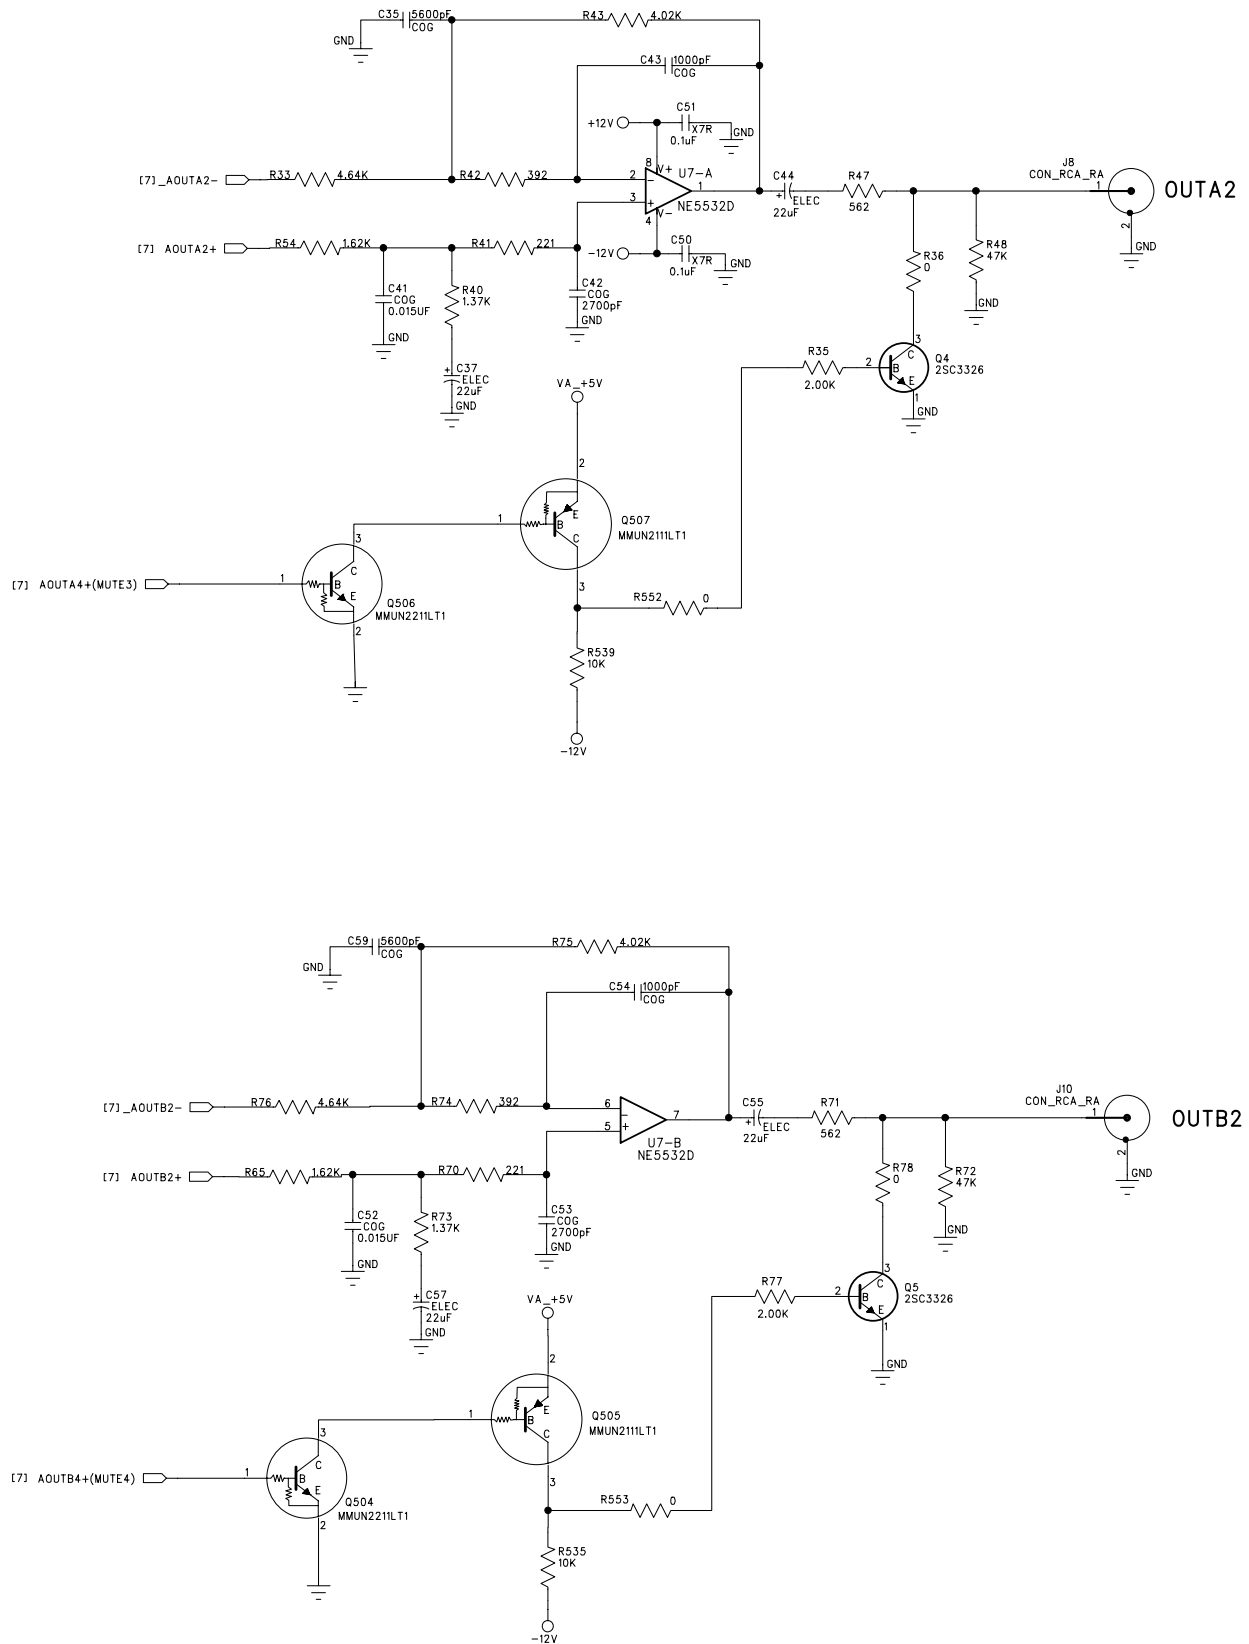 C35 5600pF
COG
GND
R43 4.02K
C43 1000pF
COG
C51
X7R
0.1uF
GND
+12V
[7]_AOUTA2-
R33 4.64K
R42 392
2
-
8
V+
U7-A
1
NE5532D
3
+
4
V-
C44
+
ELEC
22uF
R47
562
J8
CON_RCA_RA
1
OUTA2
2
GND
[7] AOUTA2+
R54 1.62K
R41 221
-12V
C50
X7R
0.1uF
GND
R36
0
R48
47K
GND
C41
COG
0.015UF
GND
R40
1.37K
C42
COG
2700pF
GND
+
C37
ELEC
22uF
GND
R35
2.00K
2
3
C
B
E
1
Q4
2SC3326
GND
VA_+5V
2
1
E
B
C
3
Q507
MMUN2111LT1
[7] AOUTA4+(MUTE3)
1
3
C
B
E
2
Q506
MMUN2211LT1
R552 0
R539
10K
-12V
C59 5600pF
COG
GND
R75 4.02K
C54 1000pF
COG
[7]_AOUTB2-
R76 4.64K
R74 392
6
-
5
+
7
U7-B
NE5532D
C55
+
ELEC
22uF
R71
562
J10
CON_RCA_RA
1
OUTB2
2
GND
[7] AOUTB2+
R65 1.62K
R70 221
R78
0
R72
47K
GND
C52
COG
0.015UF
GND
R73
1.37K
C53
COG
2700pF
GND
+
C57
ELEC
22uF
GND
R77
2.00K
2
3
C
B
E
1
Q5
2SC3326
GND
VA_+5V
2
1
E
B
C
3
Q505
MMUN2111LT1
[7] AOUTB4+(MUTE4)
1
3
C
B
E
2
Q504
MMUN2211LT1
R553 0
R535
10K
-12V